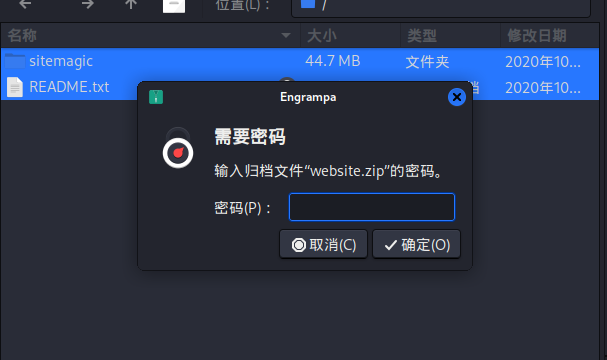 位置(L)： /
名称 大小 类型 修改日期
sitemagic 44.7 MB 文件夹 2020年10...
README.txt 档 2020年10...
Engrampa
需要密码
输入归档文件“website.zip”的密码。
密码(P)：
取消(C) 确定(O)